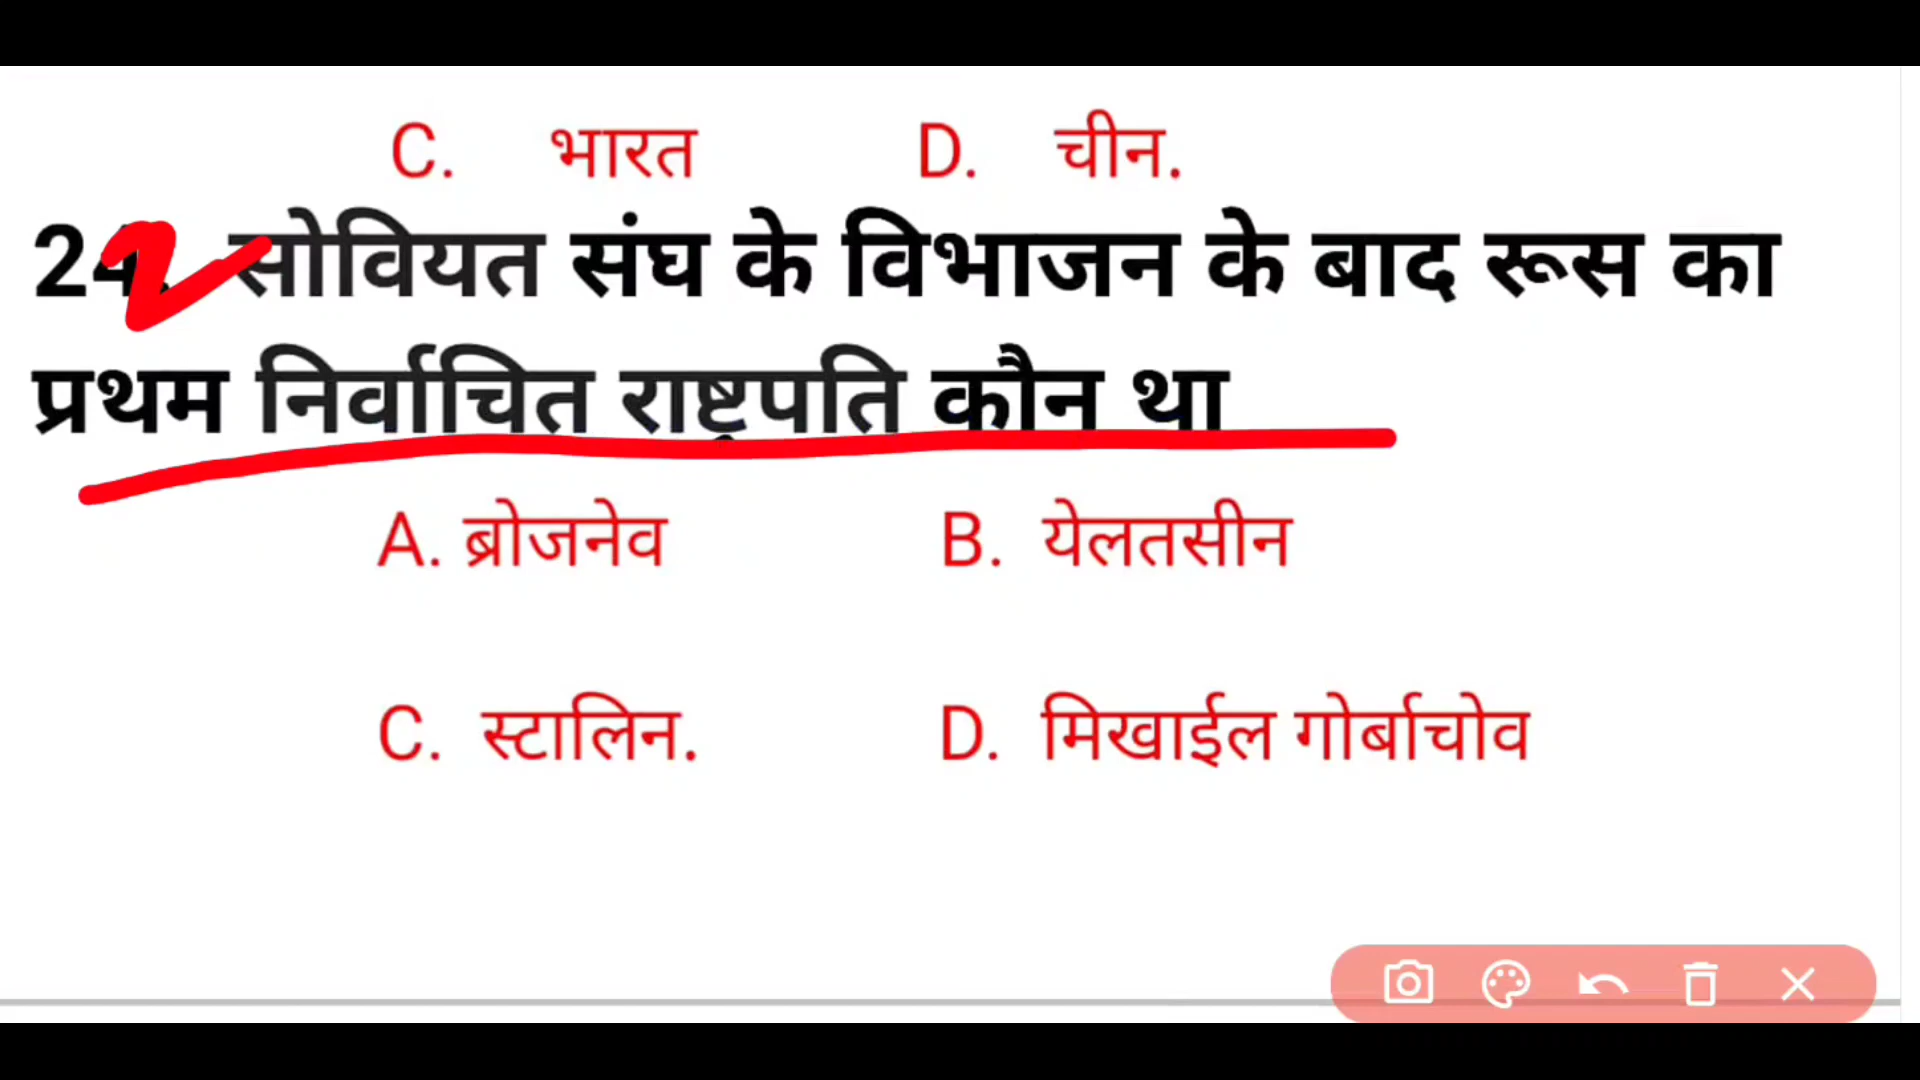 C. भारत D. चीन.
24. सोवियत संघ के विभाजन के बाद रूस का
प्रथम निर्वाचित राष्ट्रपति कौन था
A. ब्रोजनेव B. येलतसीन
C. स्टालिन. D. मिखाईल गोर्बाचोव